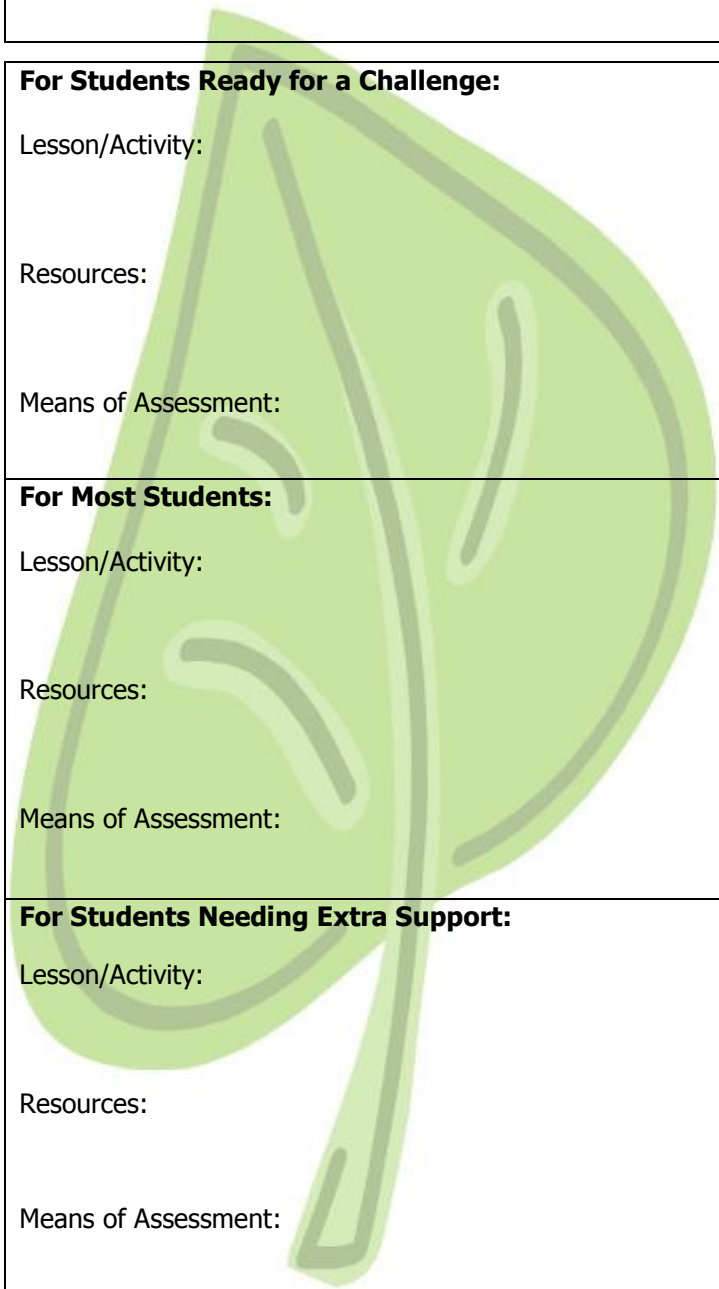 For Students Ready for a Challenge:
Lesson/Activity:
Resources:
Means of Assessment:
For Most Students:
Lesson/Activity:
Resources:
Means of Assessment:
For Students Needing Extra Support:
Lesson/Activity:
Resources:
Means of Assessment: